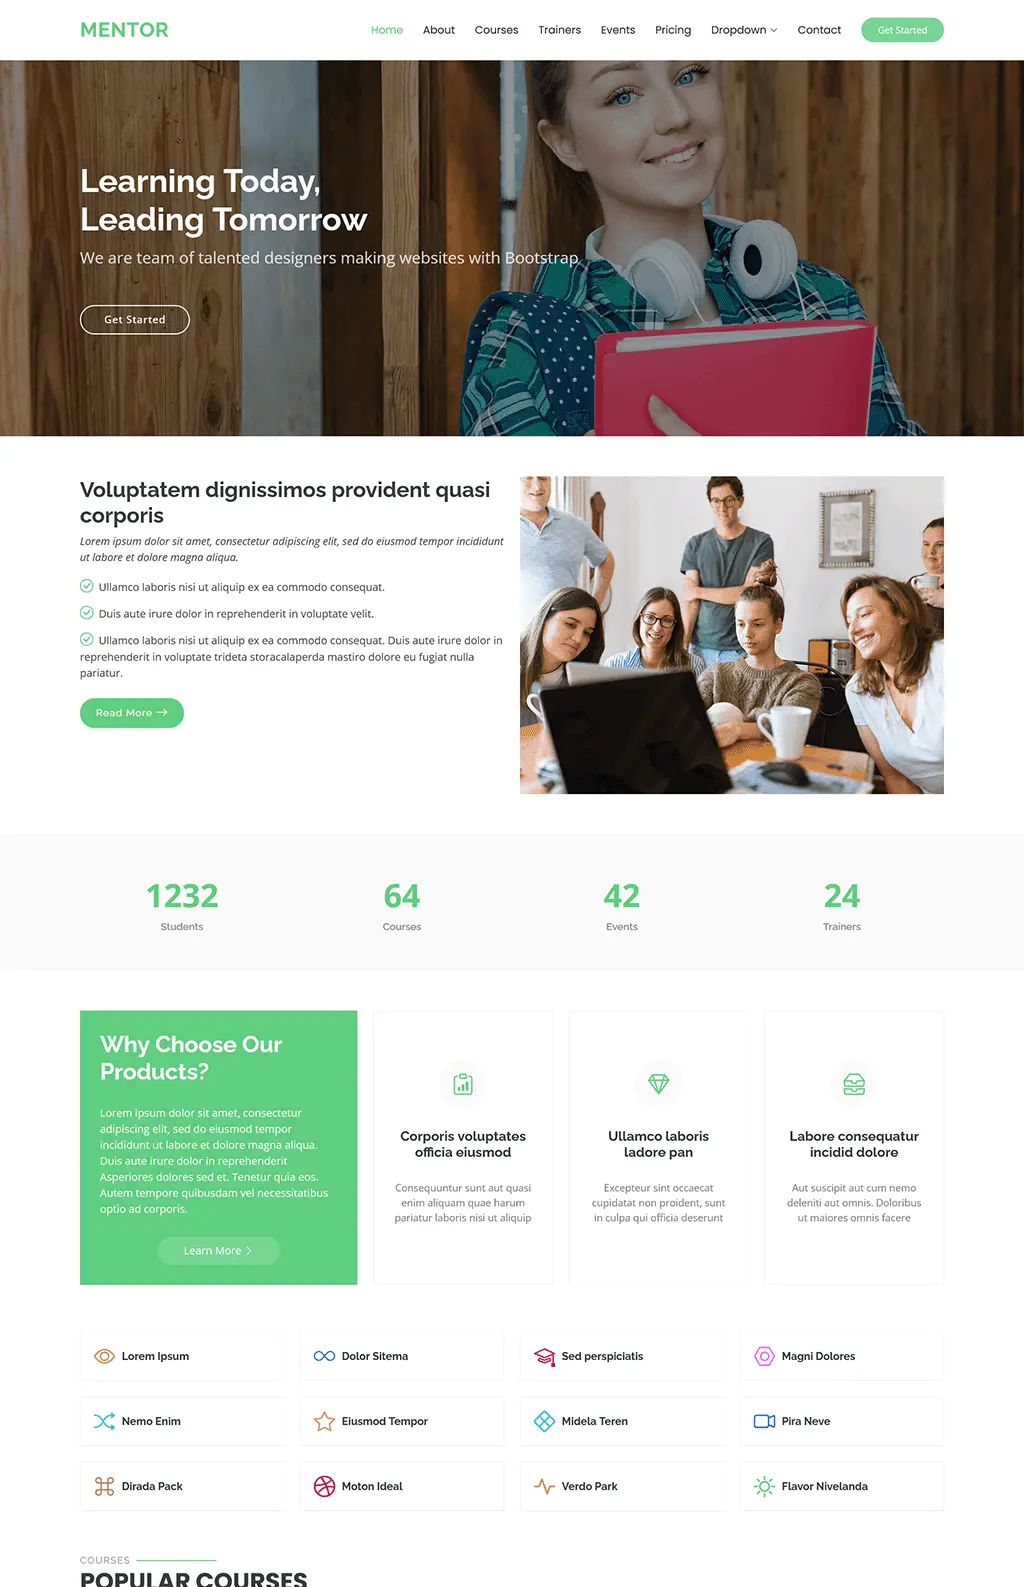 MENTOR
Home About Courses Trainers Events Pricing Dropdown Contact Get Started
Learning Today,
Leading Tomorrow
We are team of talented designers making websites with Bootstrap
Get Started
Voluptatem dignissimos provident quasi
corporis
Lorem ipsum dolor sit amet, consectetur adipiscing elit, sed do eiusmod tempor incididunt
ut labore et dolore magna aliqua.
Ullamco laboris nisi ut aliquip ex ea commodo consequat.
Duis aute irure dolor in reprehenderit in voluptate velit.
Ullamco laboris nisi ut aliquip ex ea commodo consequat. Duis aute irure dolor in
reprehenderit in voluptate trideta storacalaperda mastiro dolore eu fugiat nulla
pariatur.
Read More
1232
Students
64
Courses
42
Events
24
Trainers
Why Choose Our
Products?
Lorem ipsum dolor sit amet, consectetur
adipiscing elit, sed do eiusmod tempor
incididunt ut labore et dolore magna aliqua.
Duis aute irure dolor in reprehenderit
Asperiores dolores sed et. Tenetur quia eos.
Autem tempore quibusdam vel necessitatibus
optio ad corporis.
Learn More
Corporis voluptates
officia eiusmod
Consequuntur sunt aut quasi
enim aliquam quae harum
pariatur laboris nisi ut aliquip
Ullamco laboris
ladore pan
Excepteur sint occaecat
cupidatat non proident, sunt
in culpa qui officia deserunt
Labore consequatur
incidid dolore
Aut suscipit aut cum nemo
deleniti aut omnis. Doloribus
ut maiores omnis facere
Lorem Ipsum
Dolor Sitema
Sed perspiciatis
Magni Dolores
Nemo Enim
Eiusmod Tempor
Midela Teren
Pira Neve
Dirada Pack
Moton Ideal
Verdo Park
Flavor Nivelanda
COURSES
POPULAR COURSES